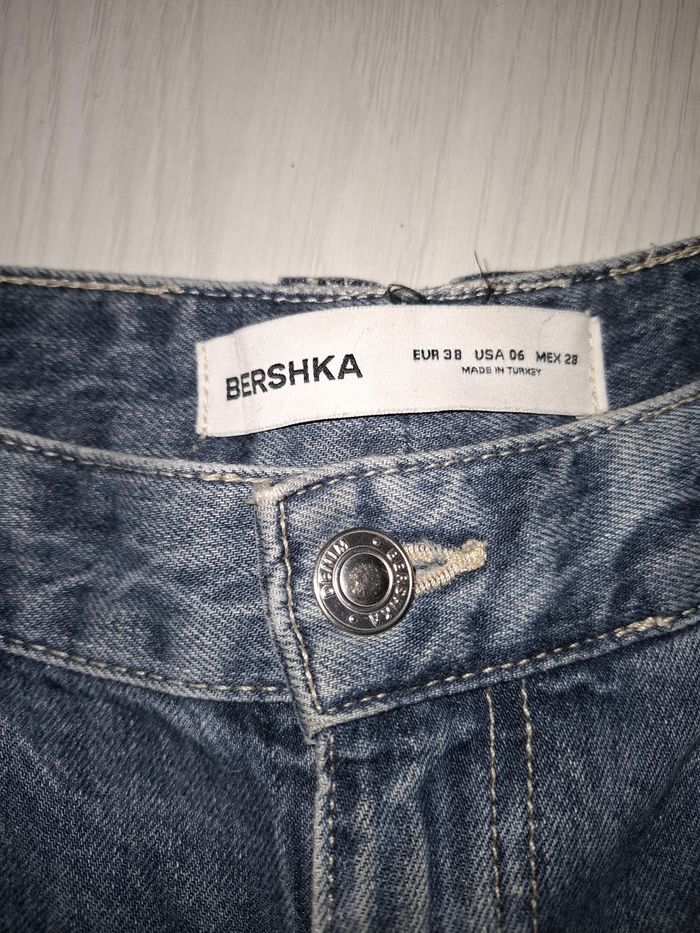 BERSHKA
EUR 38 USA 06 MEX 28
MADE IN TURKEY
DENIM • BERSHKA •